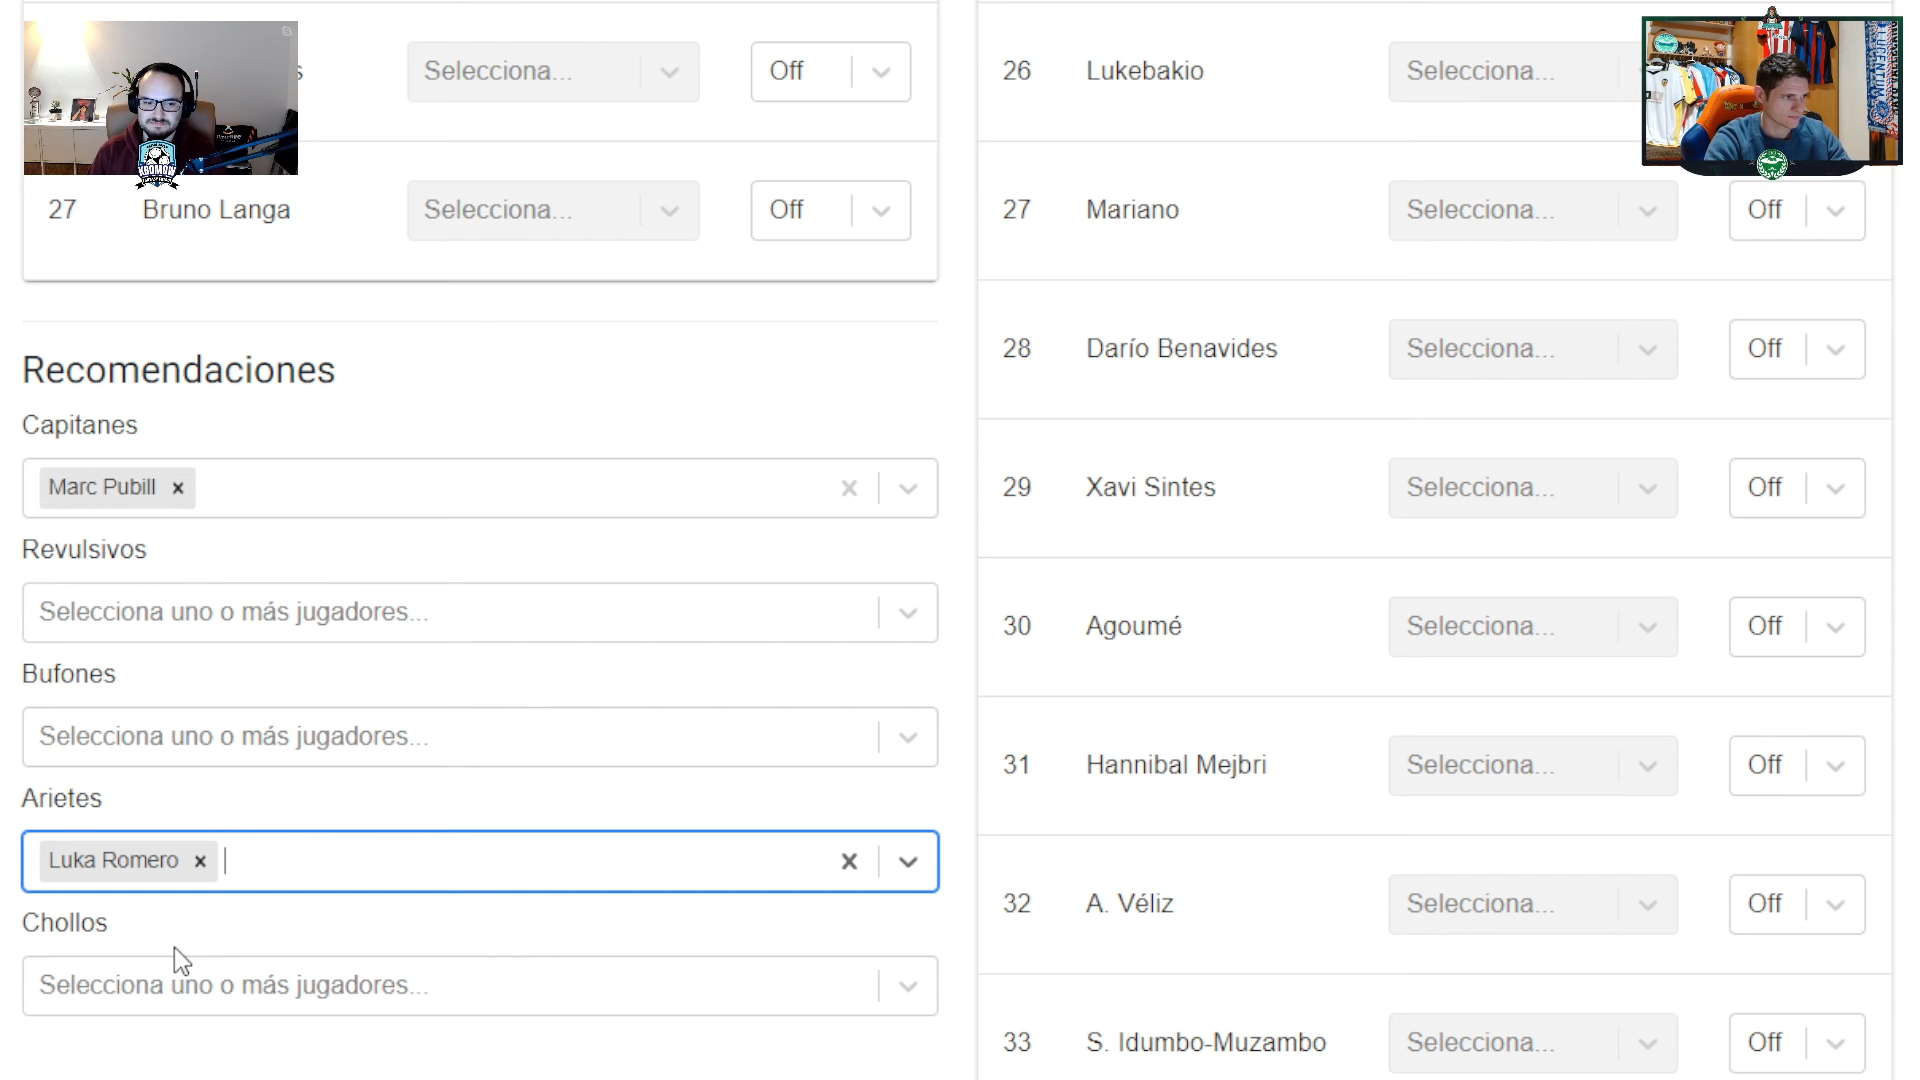 s
Selecciona...
Off
27
Bruno Langa
Selecciona...
Off
Recomendaciones
Capitanes
Marc Pubill
Revulsivos
Selecciona uno o más jugadores...
Bufones
Selecciona uno o más jugadores...
Arietes
Luka Romero
Chollos
Selecciona uno o más jugadores...
26
Lukebakio
Selecciona...
27
Mariano
Selecciona...
Off
28
Darío Benavides
Selecciona...
Off
29
Xavi Sintes
Selecciona...
Off
30
Agoumé
Selecciona...
Off
31
Hannibal Mejbri
Selecciona...
Off
32
A. Véliz
Selecciona...
Off
33
S. Idumbo-Muzambo
Selecciona...
Off